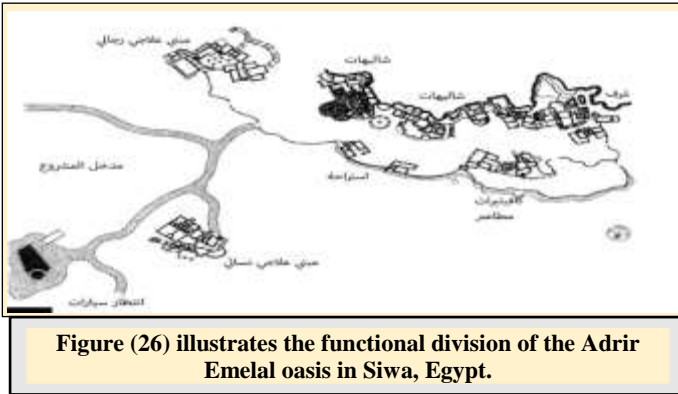 مبنى علاجي رجالي
شاليهات
شاليهات
غرف
مدخل المشروع
استراحة
كافيتيريات
مطاعم
مبنى علاجي نسائي
انتظار سيارات
Figure (26) illustrates the functional division of the Adrir
Emelal oasis in Siwa, Egypt.